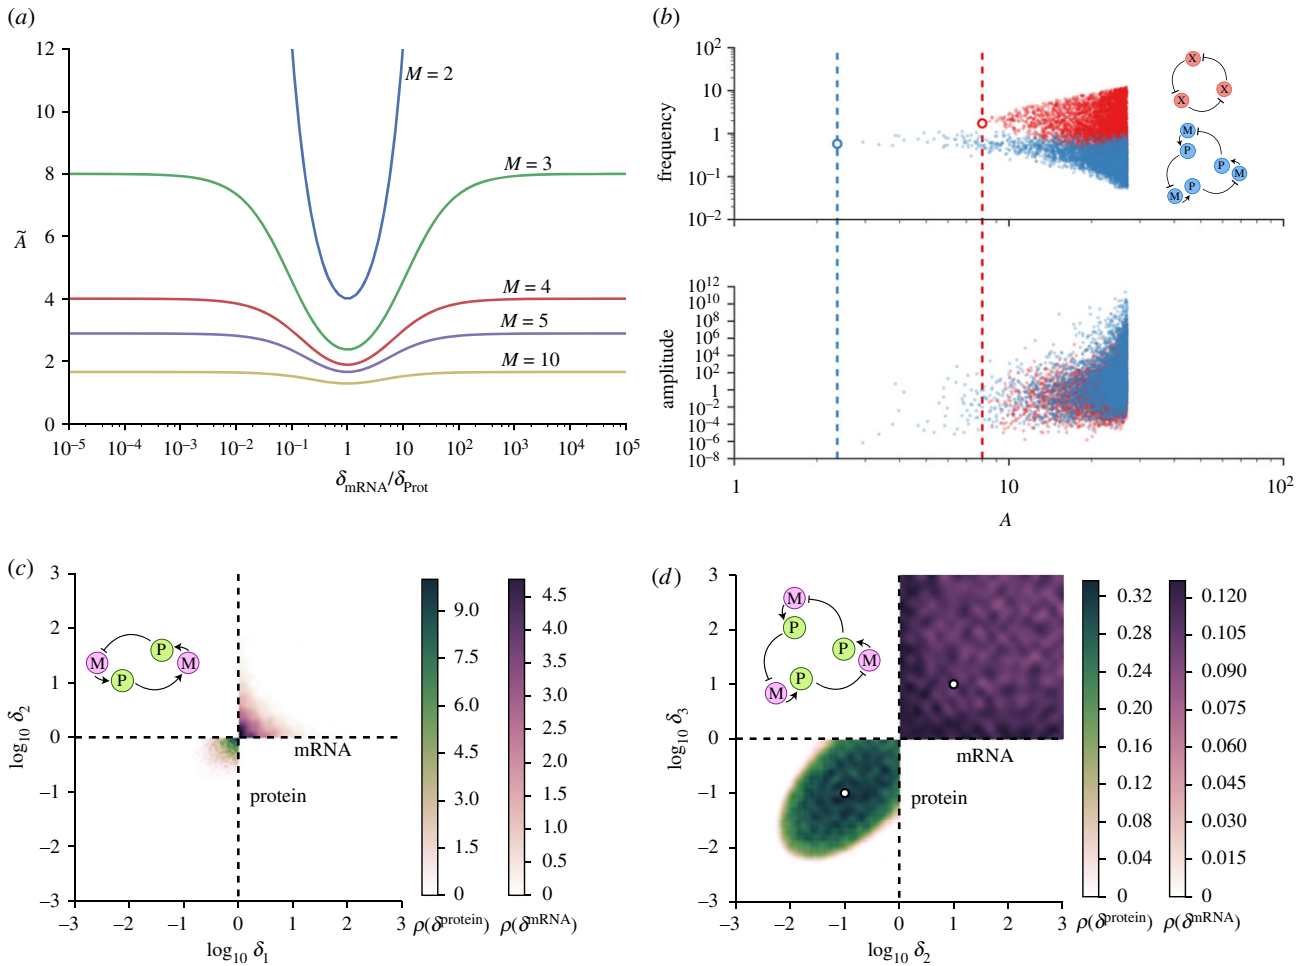 (a)
12
10
8
6
4
2
0
Ã
M = 2
M = 3
M = 4
M = 5
M = 10
10⁻⁵ 10⁻⁴ 10⁻³ 10⁻² 10⁻¹ 1 10 10² 10³ 10⁴ 10⁵
δmRNA/δProt
(b)
10²
10
1
10⁻¹
10⁻²
frequency
X
X X
M
P
P
M
M P
10¹²
10¹⁰
10⁸
10⁶
10⁴
10²
1
10⁻²
10⁻⁴
10⁻⁶
10⁻⁸
amplitude
1 10 10²
A
(c)
3
2
1
0
−1
−2
−3
log₁₀ δ₂
M P M
P
mRNA
protein
−3 −2 −1 0 1 2 3
log₁₀ δ₁
9.0
7.5
6.0
4.5
3.0
1.5
0
ρ(δᵖʳᵒᵗᵉⁱⁿ)
4.5
4.0
3.5
3.0
2.5
2.0
1.5
1.0
0.5
0
ρ(δᵐᴿᴺᴬ)
(d)
3
2
1
0
−1
−2
−3
log₁₀ δ₃
M
P
P
M
M P
mRNA
protein
−3 −2 −1 0 1 2 3
log₁₀ δ₂
0.32
0.28
0.24
0.20
0.16
0.12
0.08
0.04
0
ρ(δᵖʳᵒᵗᵉⁱⁿ)
0.120
0.105
0.090
0.075
0.060
0.045
0.030
0.015
0
ρ(δᵐᴿᴺᴬ)